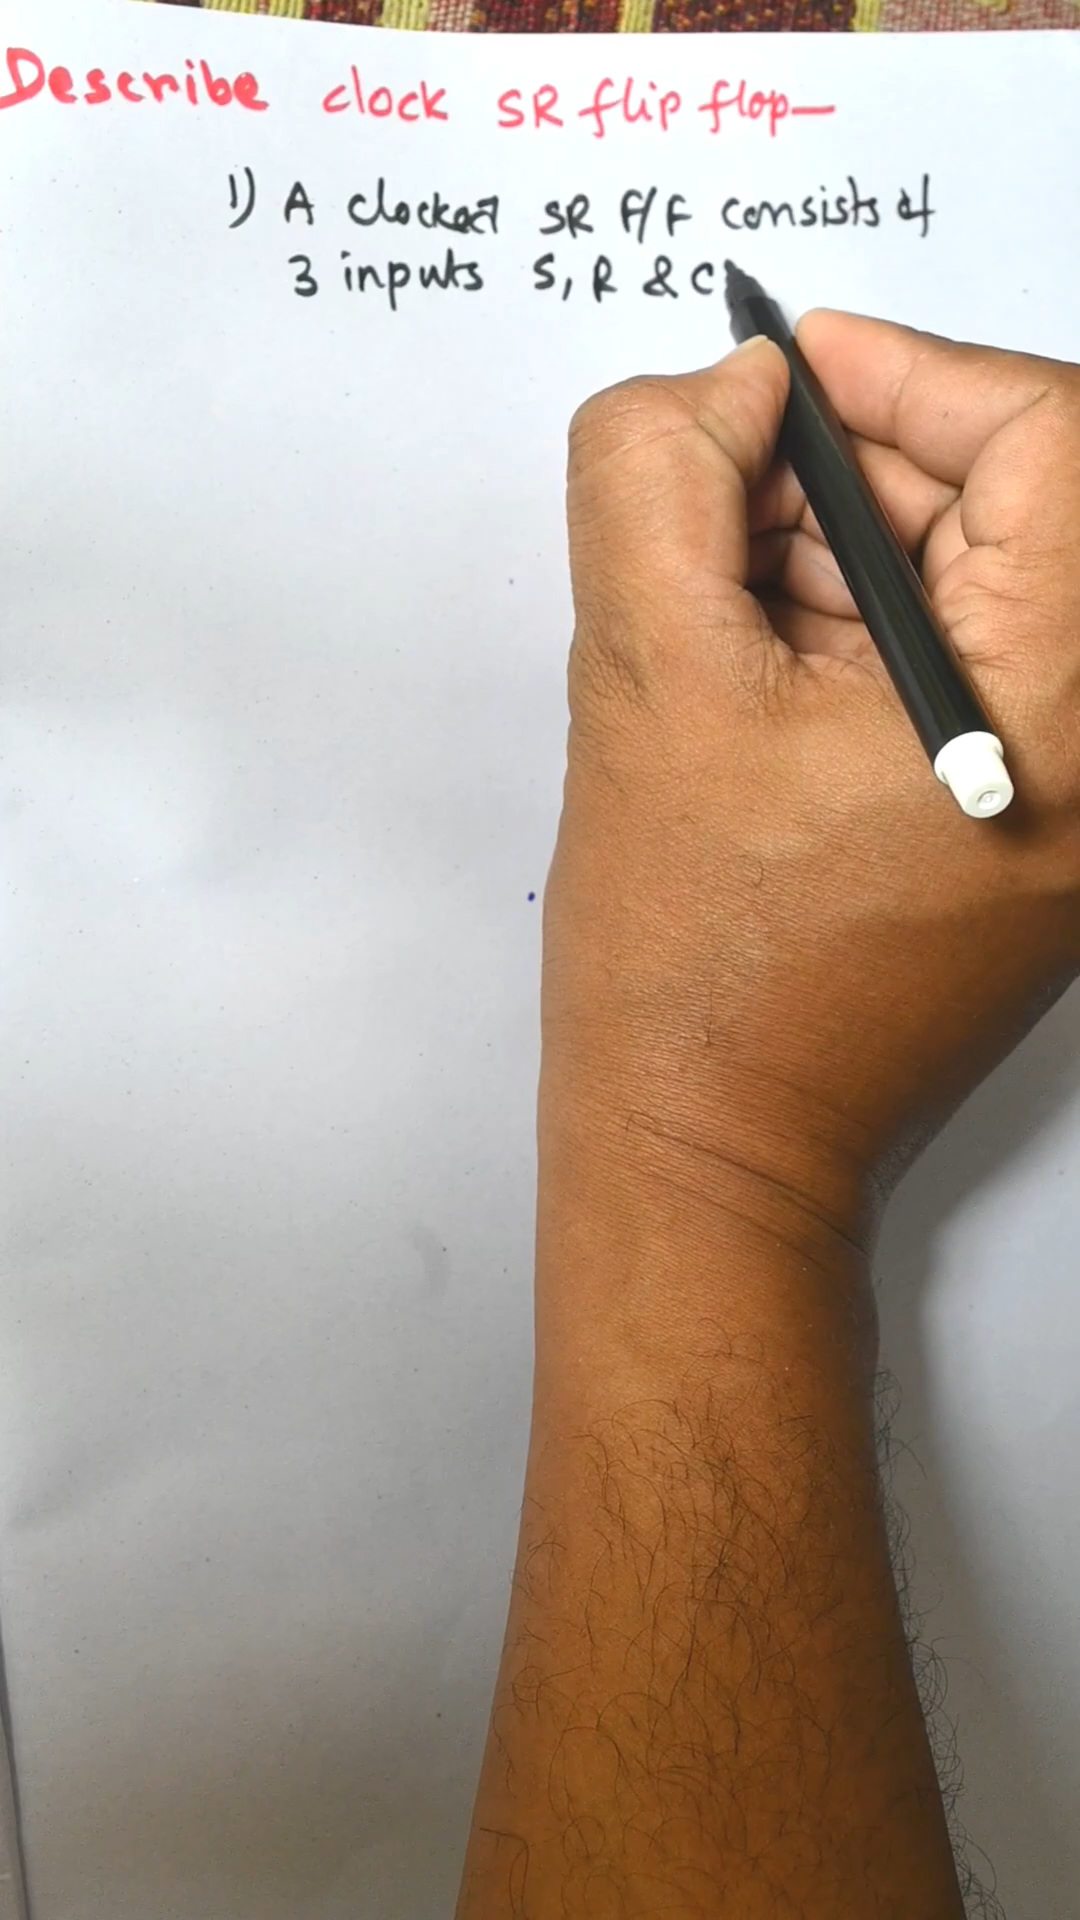 Describe clock SR flip flop—
1) A clocked SR F/F consists of
3 inputs S, R & C